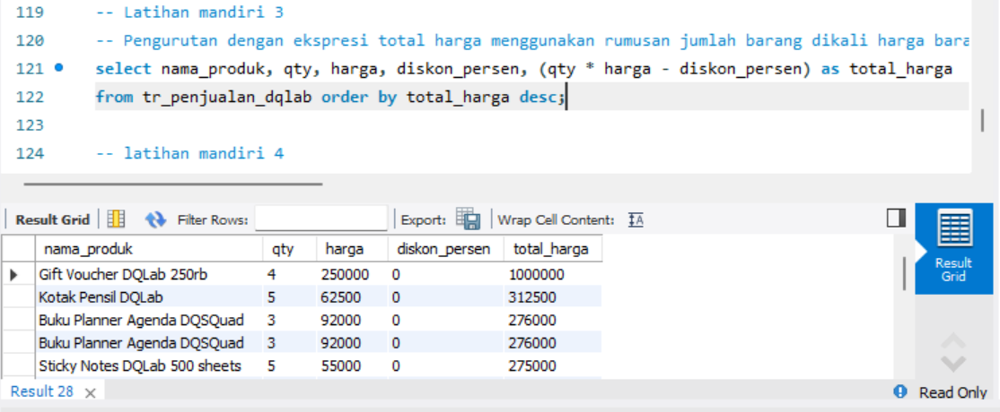 119 -- Latihan mandiri 3
120 -- Pengurutan dengan ekspresi total harga menggunakan rumusan jumlah barang dikali harga bara
121 select nama_produk, qty, harga, diskon_persen, (qty * harga - diskon_persen) as total_harga
122 from tr_penjualan_dqlab order by total_harga desc;
123
124 -- latihan mandiri 4
Result Grid Filter Rows: Export: Wrap Cell Content: IA
nama_produk qty harga diskon_persen total_harga
Gift Voucher DQLab 250rb 4 250000 0 1000000
Kotak Pensil DQLab 5 62500 0 312500
Buku Planner Agenda DQSQuad 3 92000 0 276000
Buku Planner Agenda DQSQuad 3 92000 0 276000
Sticky Notes DQLab 500 sheets 5 55000 0 275000
Result
Grid
Result 28 Read Only